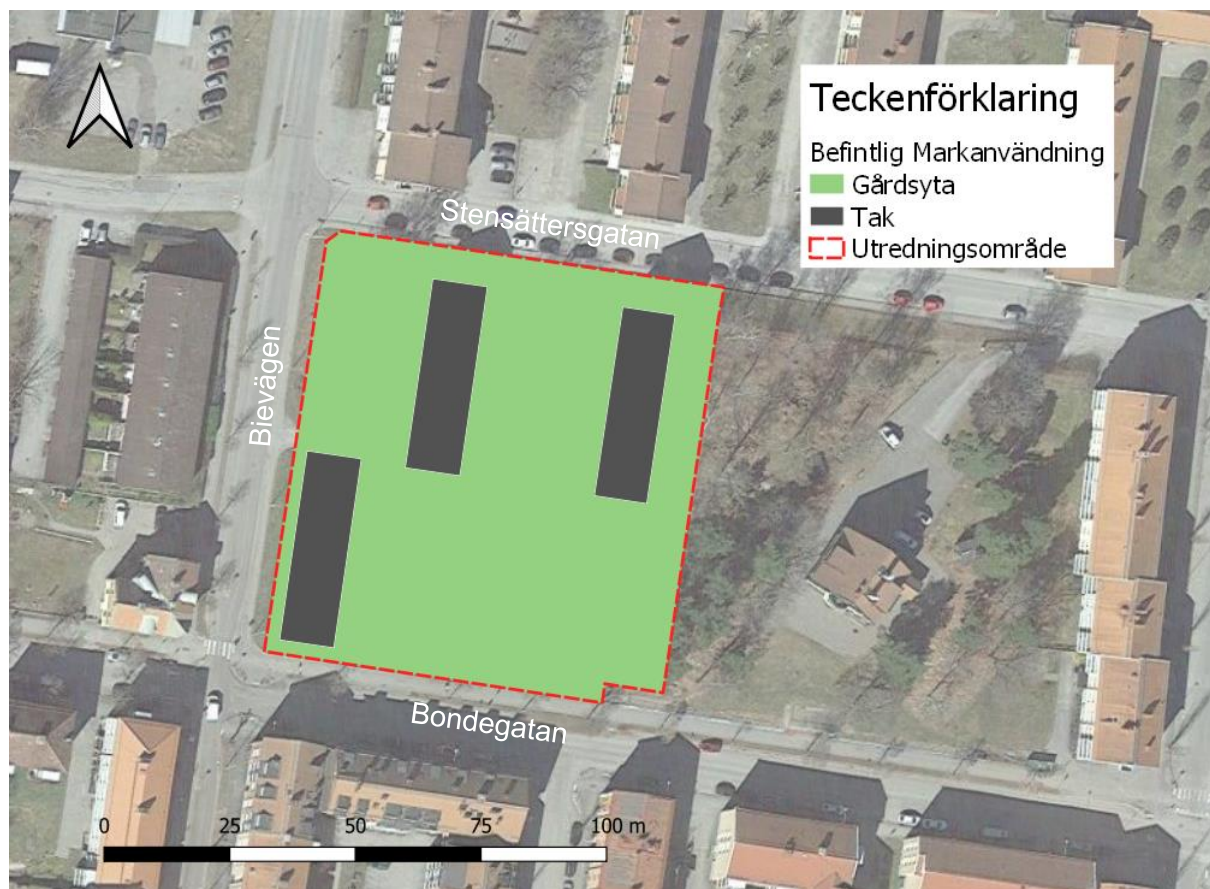 Teckenförklaring
Befintlig Markanvändning
Gårdsyta
Tak
Utredningsområde
Stensättersgatan
Bievägen
Bondegatan
0 25 50 75 100 m